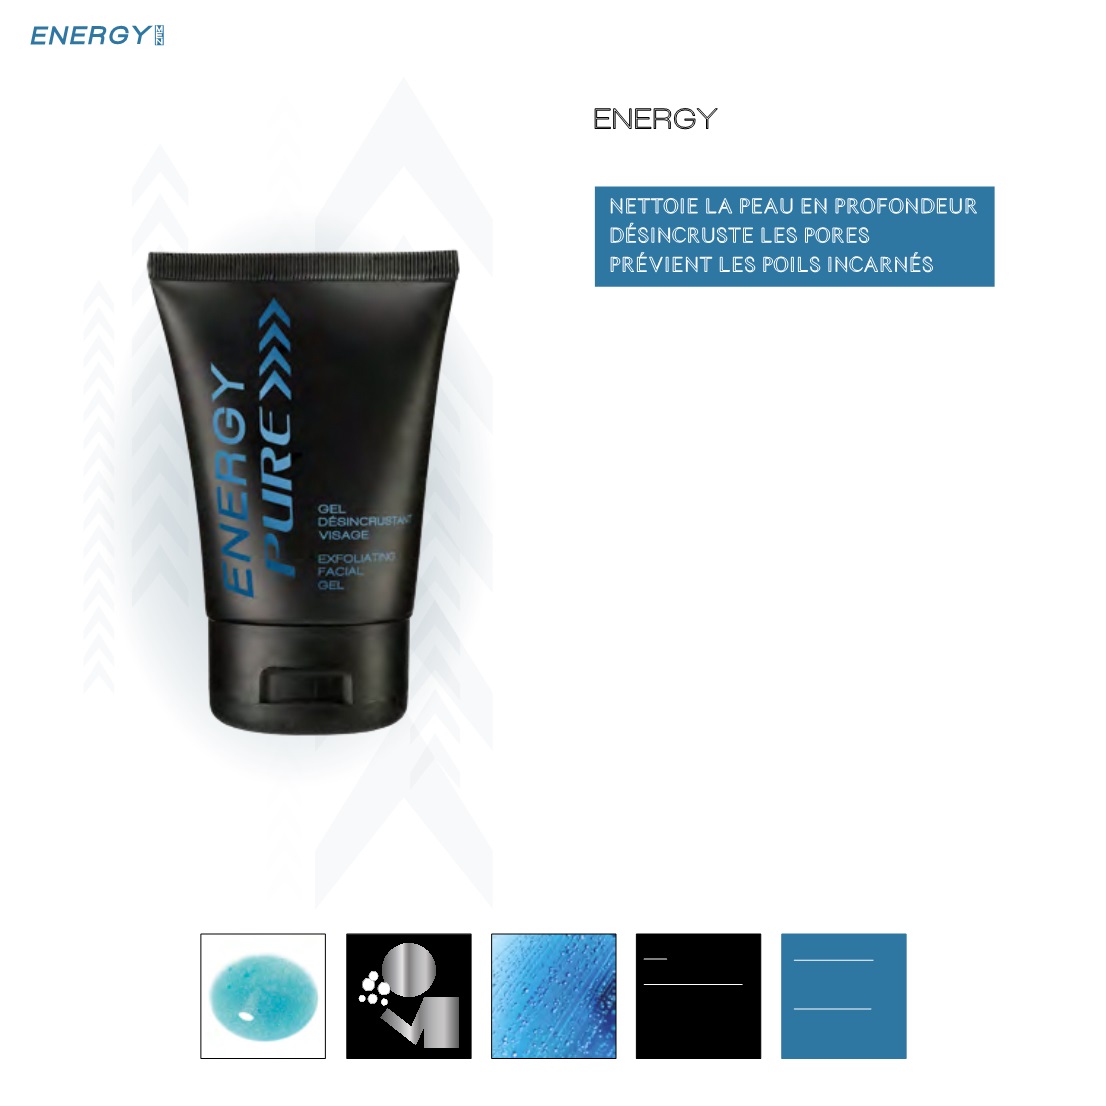 ENERGY MEN
ENERGY
NETTOIE LA PEAU EN PROFONDEUR
DÉSINCRUSTE LES PORES
PRÉVIENT LES POILS INCARNÉS
ENERGY
PURE
GEL
DÉSINCRUSTANT
VISAGE
EXFOLIATING
FACIAL
GEL